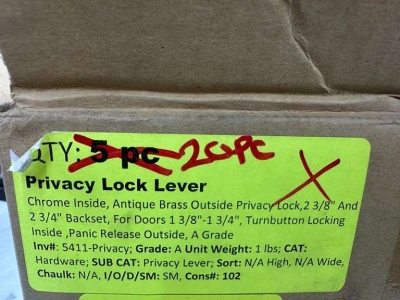 QTY: 5 pc 20 PC
Privacy Lock Lever
Chrome Inside, Antique Brass Outside Privacy Lock,2 3/8" And
2 3/4" Backset, For Doors 1 3/8"-1 3/4", Turnbutton Locking
Inside ,Panic Release Outside, A Grade
Inv#: 5411-Privacy; Grade: A Unit Weight: 1 lbs; CAT:
Hardware; SUB CAT: Privacy Lever; Sort: N/A High, N/A Wide,
Chaulk: N/A, I/O/D/SM: SM, Cons#: 102